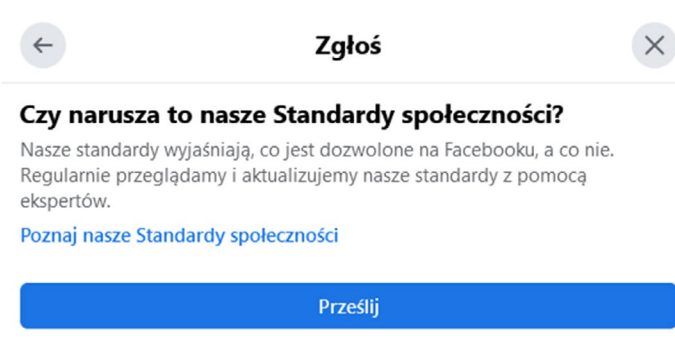 Zgłoś
Czy narusza to nasze Standardy społeczności?
Nasze standardy wyjaśniają, co jest dozwolone na Facebooku, a co nie.
Regularnie przeglądamy i aktualizujemy nasze standardy z pomocą
ekspertów.
Poznaj nasze Standardy społeczności
Prześlij